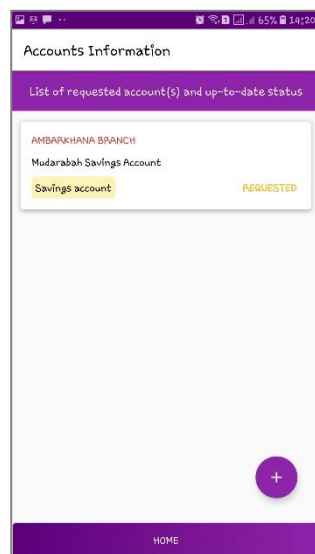 65% 14:20
Accounts Information
List of requested account(s) and up-to-date status
AMBARKHANA BRANCH
Mudarabah Savings Account
Savings account REQUESTED
+
HOME